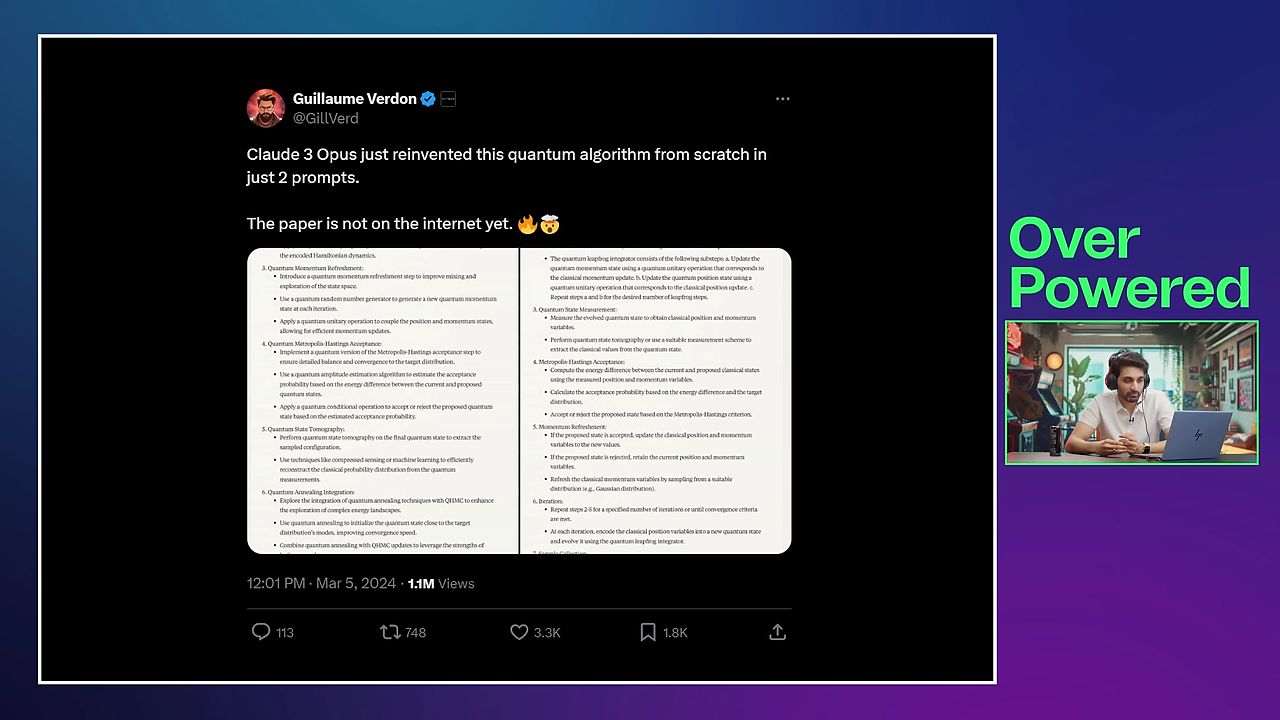 Guillaume Verdon
@GillVerd
Claude 3 Opus just reinvented this quantum algorithm from scratch in
just 2 prompts.
The paper is not on the internet yet. 🔥🤯
the encoded Hamiltonian dynamics.
3. Quantum Momentum Refreshment:
• Introduce a quantum momentum refreshment step to improve mixing and
exploration of the state space.
• Use a quantum random number generator to generate a new quantum momentum
state at each iteration.
• Apply a quantum unitary operation to couple the position and momentum states,
allowing for efficient momentum updates.
4. Quantum Metropolis-Hastings Acceptance:
• Implement a quantum version of the Metropolis-Hastings acceptance step to
ensure detailed balance and convergence to the target distribution.
• Use a quantum amplitude estimation algorithm to estimate the acceptance
probability based on the energy difference between the current and proposed
quantum states.
• Apply a quantum conditional operation to accept or reject the proposed quantum
state based on the estimated acceptance probability.
5. Quantum State Tomography:
• Perform quantum state tomography on the final quantum state to extract the
sampled configuration.
• Use techniques like compressed sensing or machine learning to efficiently
reconstruct the classical probability distribution from the quantum
measurements.
6. Quantum Annealing Integration:
• Explore the integration of quantum annealing techniques with QHMC to enhance
the exploration of complex energy landscapes.
• Use quantum annealing to initialize the quantum state close to the target
distribution's modes, improving convergence speed.
• Combine quantum annealing with QHMC updates to leverage the strengths of
• The quantum leapfrog integrator consists of the following substeps: a. Update the
quantum momentum state using a quantum unitary operation that corresponds to
the classical momentum update. b. Update the quantum position state using a
quantum unitary operation that corresponds to the classical position update. c.
Repeat steps a and b for the desired number of leapfrog steps.
3. Quantum State Measurement:
• Measure the evolved quantum state to obtain classical position and momentum
variables.
• Perform quantum state tomography or use a suitable measurement scheme to
extract the classical values from the quantum state.
4. Metropolis-Hastings Acceptance:
• Compute the energy difference between the current and proposed classical states
using the measured position and momentum variables.
• Calculate the acceptance probability based on the energy difference and the target
distribution.
• Accept or reject the proposed state based on the Metropolis-Hastings criterion.
5. Momentum Refreshment:
• If the proposed state is accepted, update the classical position and momentum
variables to the new values.
• If the proposed state is rejected, retain the current position and momentum
variables.
• Refresh the classical momentum variables by sampling from a suitable
distribution (e.g., Gaussian distribution).
6. Iteration:
• Repeat steps 2-5 for a specified number of iterations or until convergence criteria
are met.
• At each iteration, encode the classical position variables into a new quantum state
and evolve it using the quantum leapfrog integrator.
12:01 PM · Mar 5, 2024 · 1.1M Views
113 748 3.3K 1.8K
Over
Powered
hp